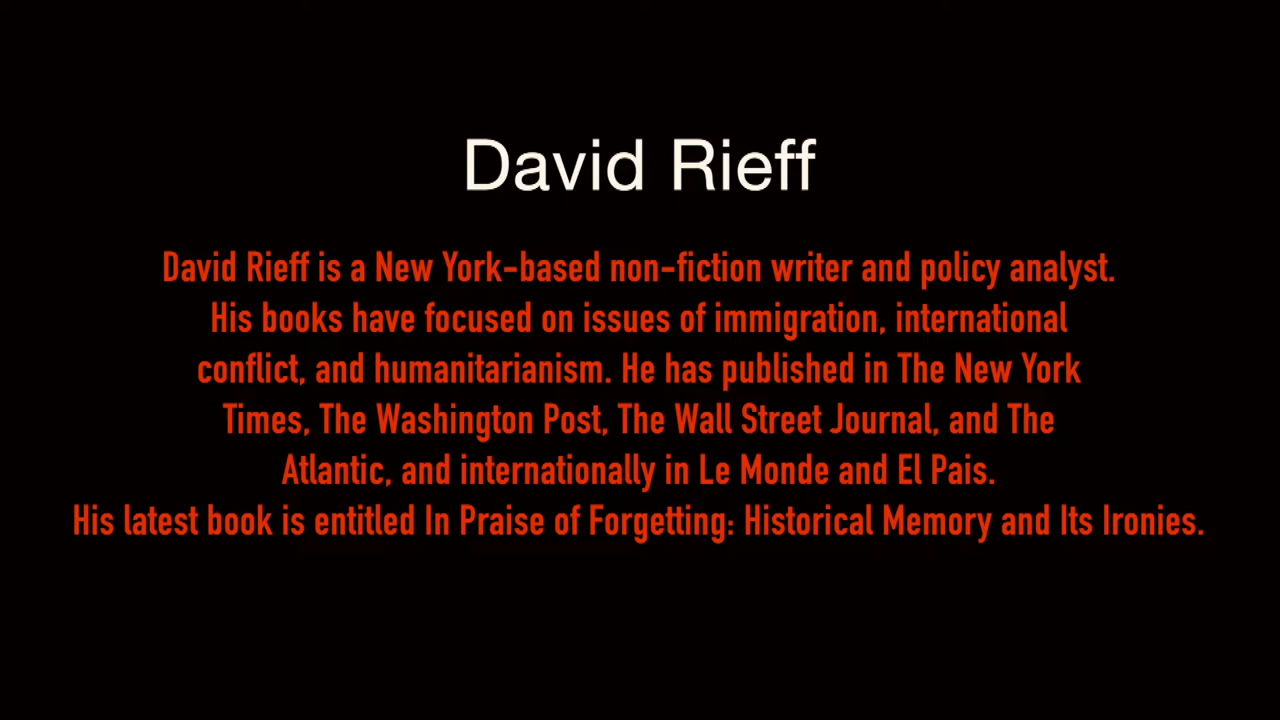 David Rieff
David Rieff is a New York-based non-fiction writer and policy analyst.
His books have focused on issues of immigration, international
conflict, and humanitarianism. He has published in The New York
Times, The Washington Post, The Wall Street Journal, and The
Atlantic, and internationally in Le Monde and El Pais.
His latest book is entitled In Praise of Forgetting: Historical Memory and Its Ironies.